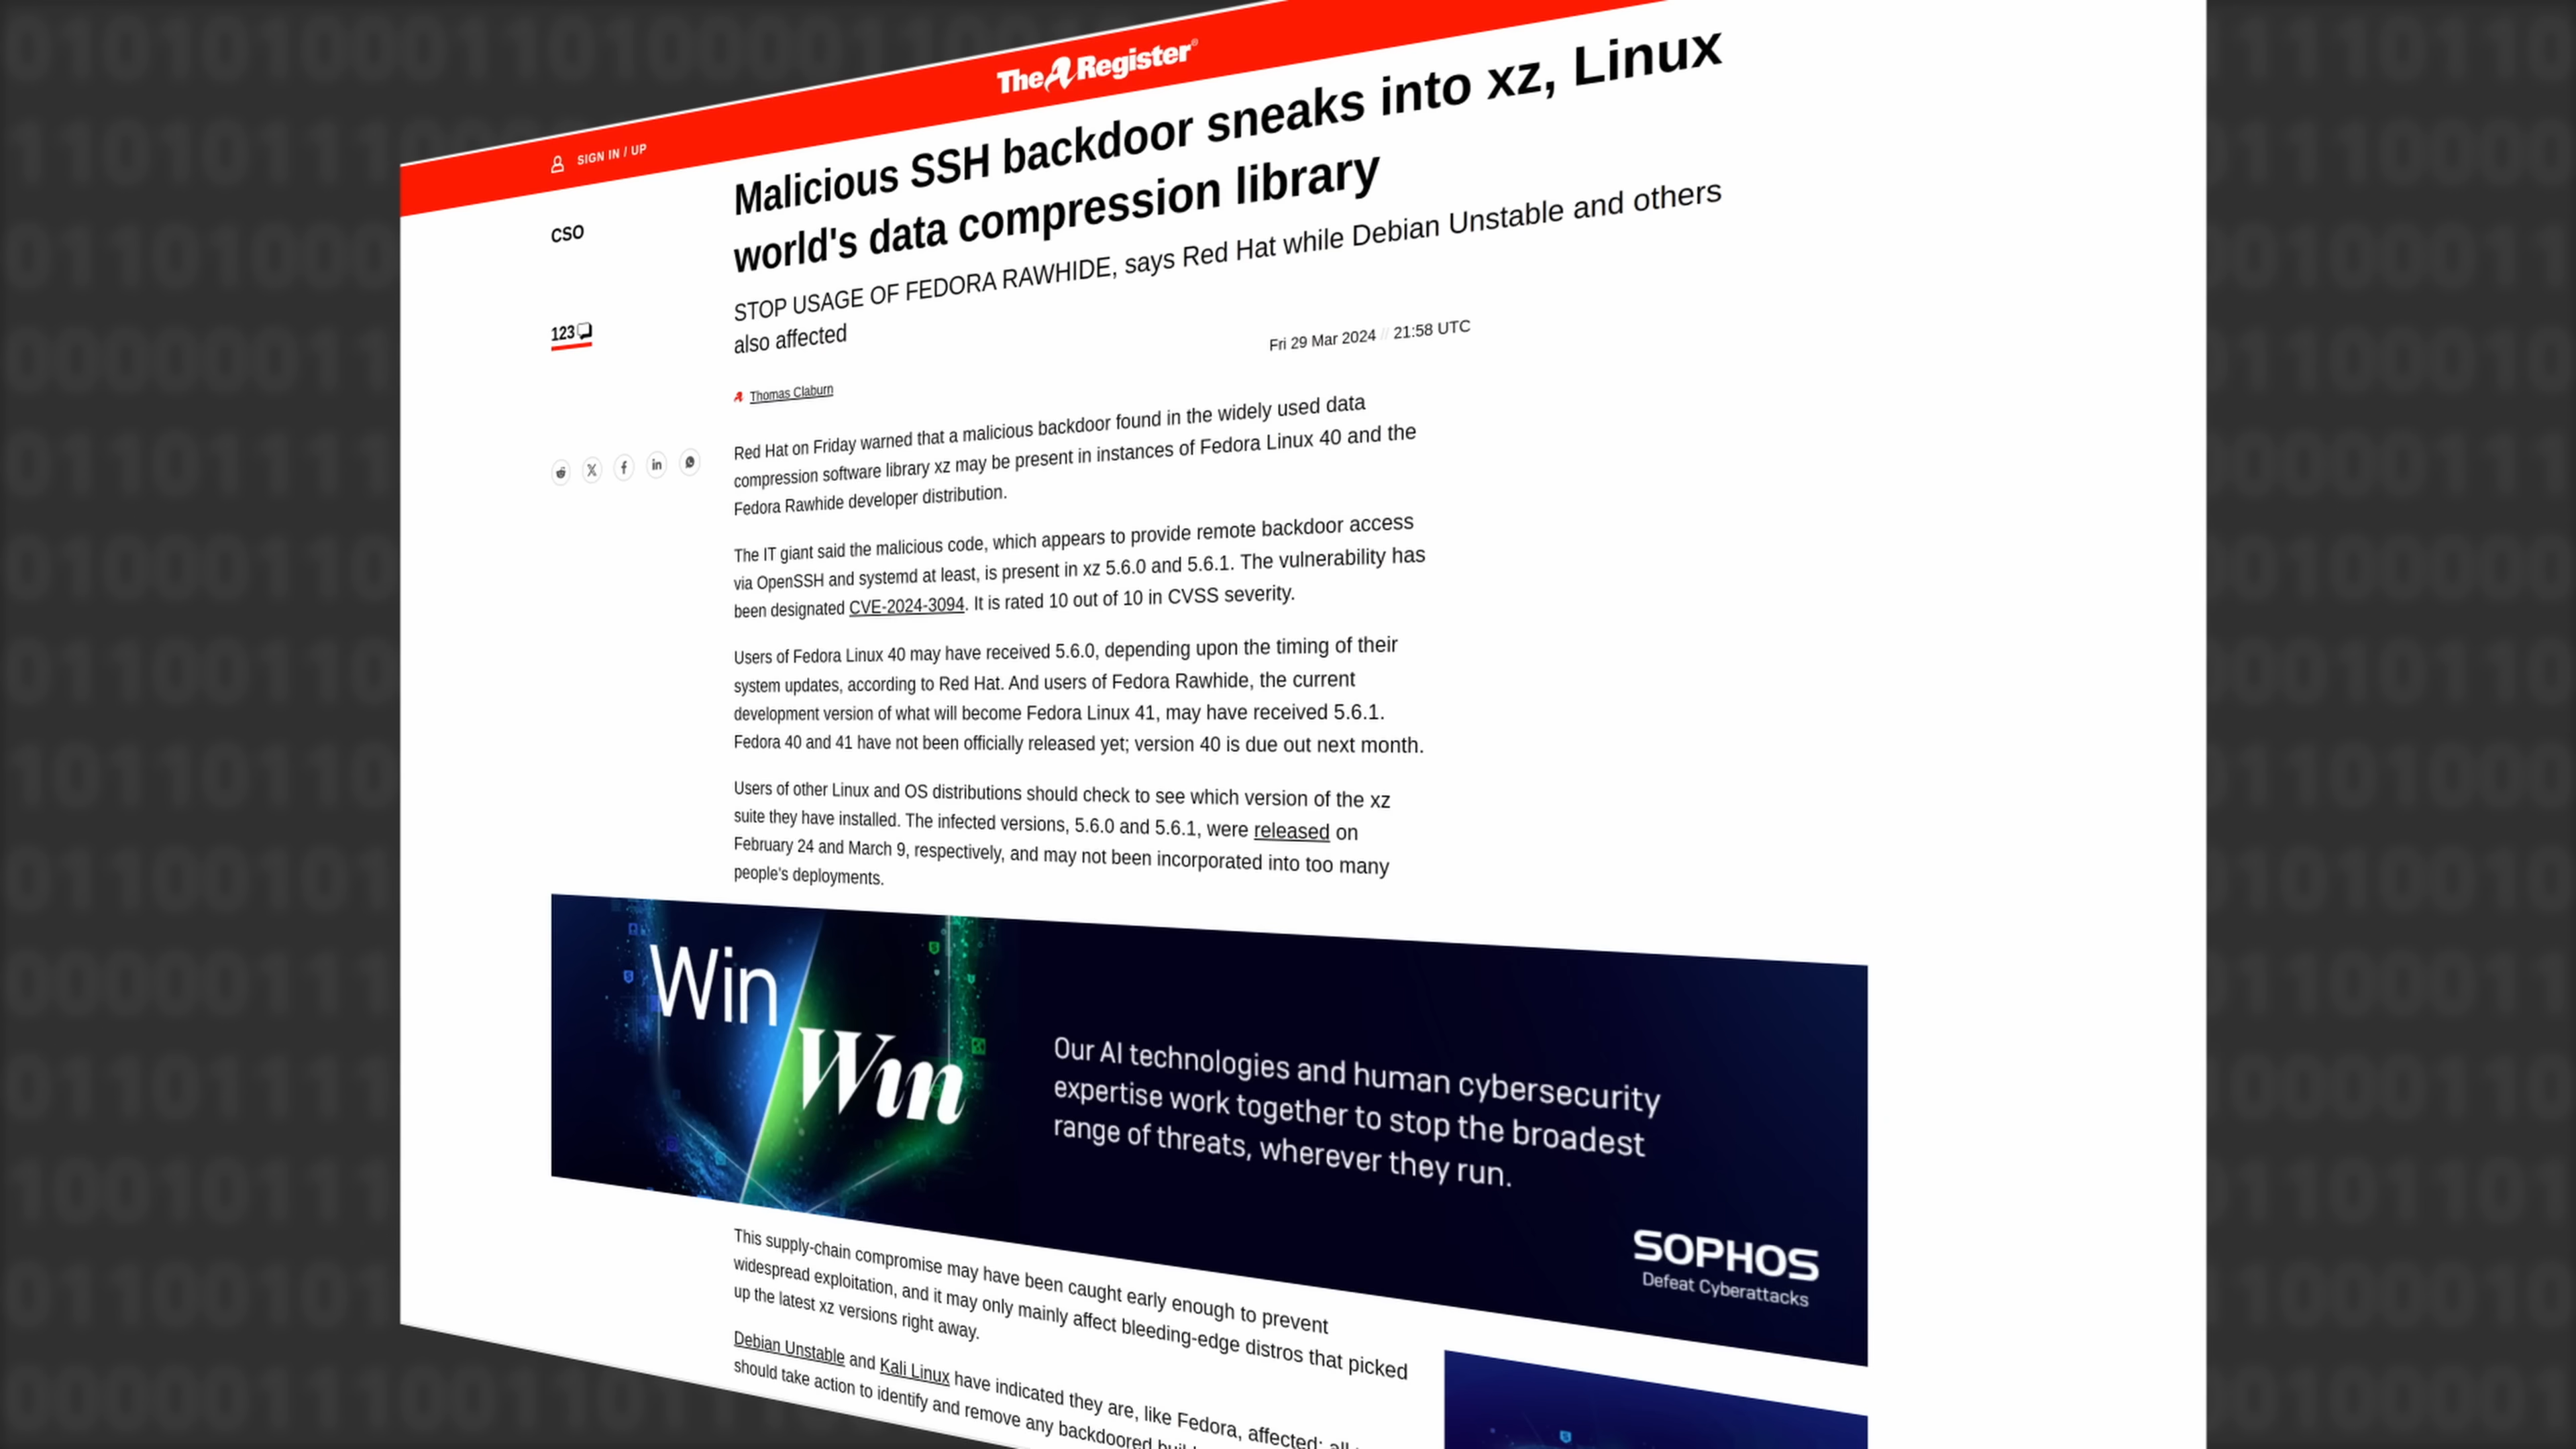 The Register®
SIGN IN / UP
CSO
123
Malicious SSH backdoor sneaks into xz, Linux
world's data compression library
STOP USAGE OF FEDORA RAWHIDE, says Red Hat while Debian Unstable and others
also affected
Thomas Claburn
Fri 29 Mar 2024 // 21:58 UTC
Red Hat on Friday warned that a malicious backdoor found in the widely used data
compression software library xz may be present in instances of Fedora Linux 40 and the
Fedora Rawhide developer distribution.
The IT giant said the malicious code, which appears to provide remote backdoor access
via OpenSSH and systemd at least, is present in xz 5.6.0 and 5.6.1. The vulnerability has
been designated CVE-2024-3094. It is rated 10 out of 10 in CVSS severity.
Users of Fedora Linux 40 may have received 5.6.0, depending upon the timing of their
system updates, according to Red Hat. And users of Fedora Rawhide, the current
development version of what will become Fedora Linux 41, may have received 5.6.1.
Fedora 40 and 41 have not been officially released yet; version 40 is due out next month.
Users of other Linux and OS distributions should check to see which version of the xz
suite they have installed. The infected versions, 5.6.0 and 5.6.1, were released on
February 24 and March 9, respectively, and may not been incorporated into too many
people's deployments.
Win
Win
Our AI technologies and human cybersecurity
expertise work together to stop the broadest
range of threats, wherever they run.
SOPHOS
Defeat Cyberattacks
This supply-chain compromise may have been caught early enough to prevent
widespread exploitation, and it may only mainly affect bleeding-edge distros that picked
up the latest xz versions right away.
Debian Unstable and Kali Linux have indicated they are, like Fedora, affected; all
should take action to identify and remove any backdoored